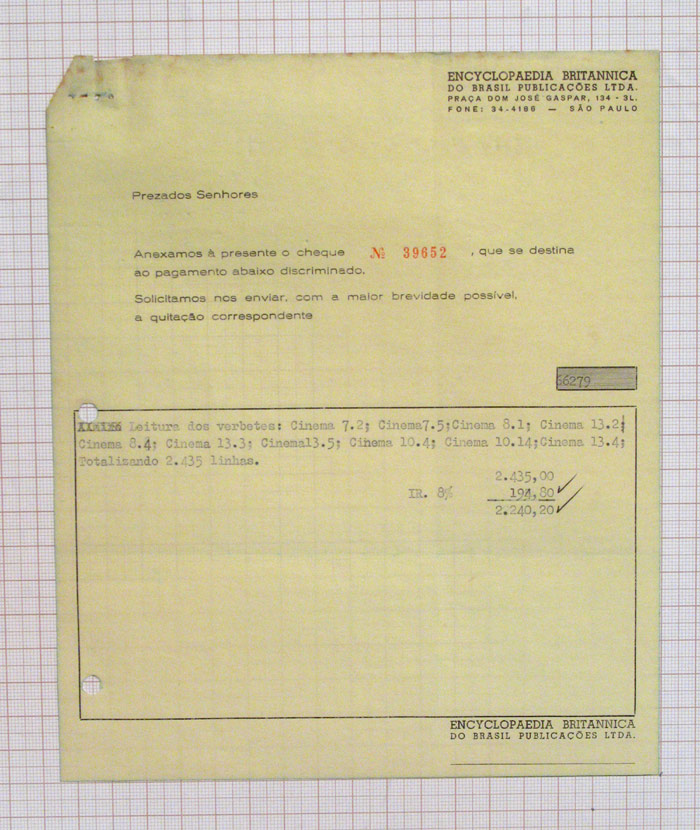 ENCYCLOPAEDIA BRITANNICA
DO BRASIL PUBLICAÇÕES LTDA.
PRAÇA DOM JOSÉ GASPAR, 134 - 3L.
FONE: 34-4186 — SÃO PAULO
Prezados Senhores
Anexamos à presente o cheque № 39652 , que se destina
ao pagamento abaixo discriminado.
Solicitamos nos enviar, com a maior brevidade possível,
a quitação correspondente
66279
Leitura dos verbetes: Cinema 7.2; Cinema7.5;Cinema 8.1; Cinema 13.2;
Cinema 8.4; Cinema 13.3; Cinema13.5; Cinema 10.4; Cinema 10.14;Cinema 13.4;
Totalizando 2.435 linhas.
2.435,00
IR. 8% 194,80
2.240,20
ENCYCLOPAEDIA BRITANNICA
DO BRASIL PUBLICAÇÕES LTDA.